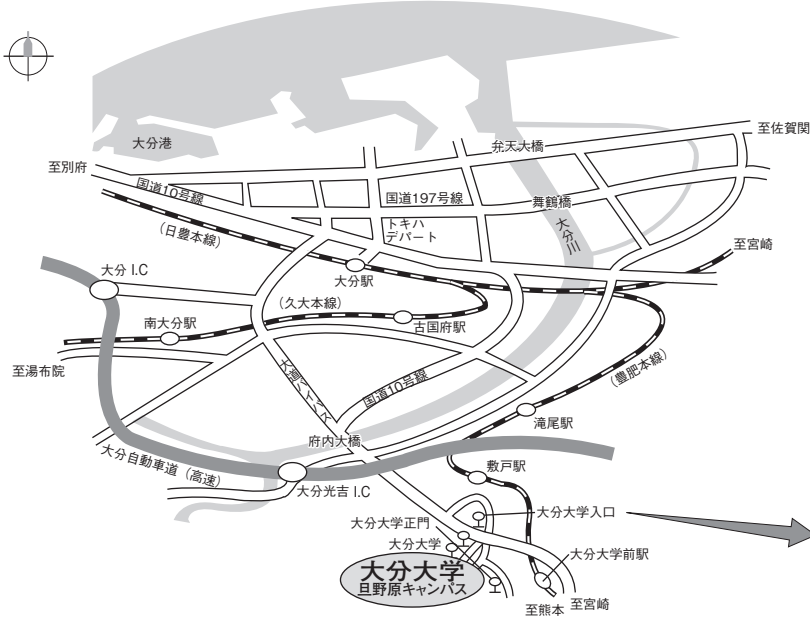 至佐賀関
大分港
弁天大橋
至別府
国道10号線
国道197号線
舞鶴橋
トキハ
デパート
大分川
(日豊本線)
至宮崎
大分 I.C
大分駅
(久大本線)
南大分駅
古国府駅
至湯布院
大道バイパス
国道10号線
(豊肥本線)
滝尾駅
府内大橋
大分自動車道(高速)
敷戸駅
大分光吉 I.C
大分大学入口
大分大学正門
大分大学
大分大学前駅
大分大学
旦野原キャンパス
至熊本
至宮崎